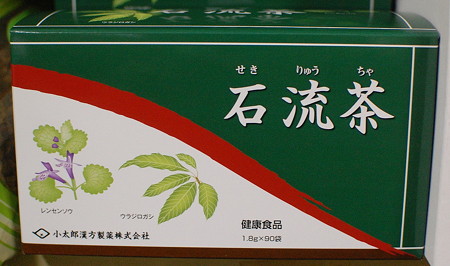 せき りゅう ちゃ
石流茶
レンセンソウ
ウラジロガシ
健康食品
1.8g×90袋
小太郎漢方製薬株式会社